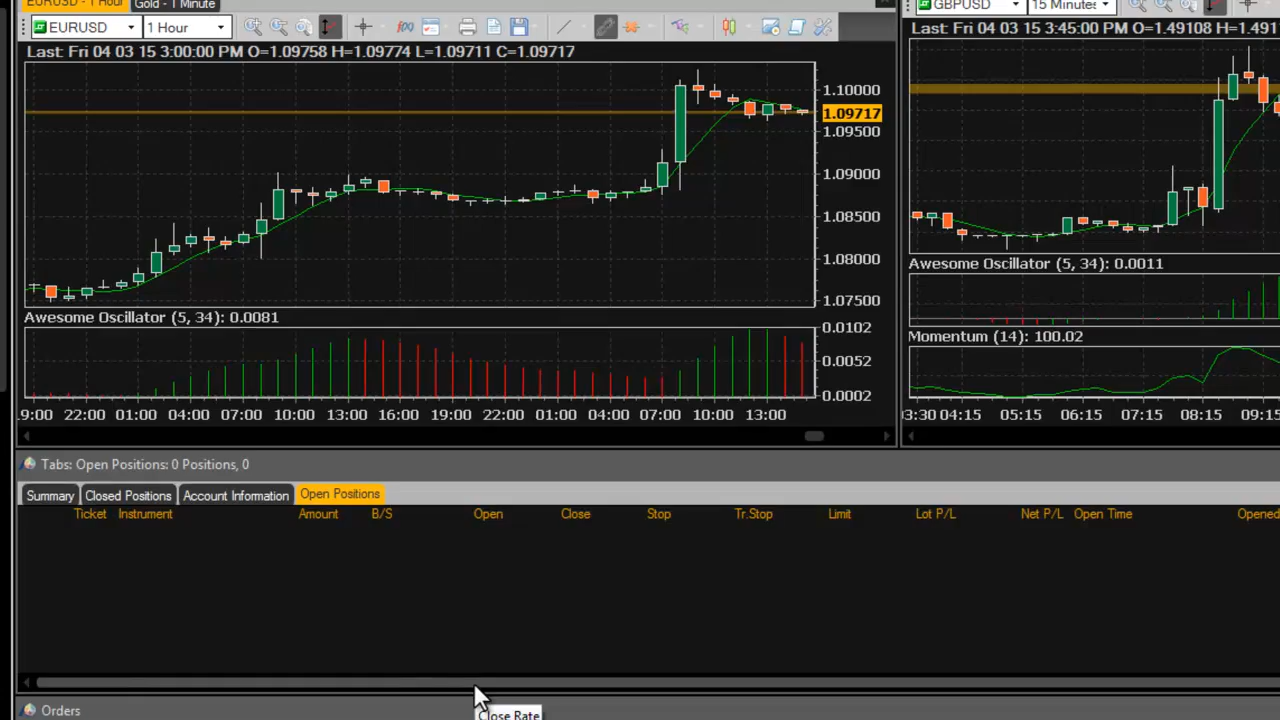 EURUSD - 1 Hour
Gold - 1 Minute
EURUSD
1 Hour
f(x)
Last: Fri 04 03 15 3:00:00 PM O=1.09758 H=1.09774 L=1.09711 C=1.09717
1.10000
1.09717
1.09500
1.09000
1.08500
1.08000
1.07500
Awesome Oscillator (5, 34): 0.0081
0.0102
0.0052
0.0002
19:00 22:00 01:00 04:00 07:00 10:00 13:00 16:00 19:00 22:00 01:00 04:00 07:00 10:00 13:00
GBPUSD
15 Minutes
Last: Fri 04 03 15 3:45:00 PM O=1.49108 H=1.491
Awesome Oscillator (5, 34): 0.0011
Momentum (14): 100.02
03:30 04:15 05:15 06:15 07:15 08:15 09:15
Tabs: Open Positions: 0 Positions, 0
Summary
Closed Positions
Account Information
Open Positions
Ticket Instrument Amount B/S Open Close Stop Tr.Stop Limit Lot P/L Net P/L Open Time Opened
Close Rate
Orders